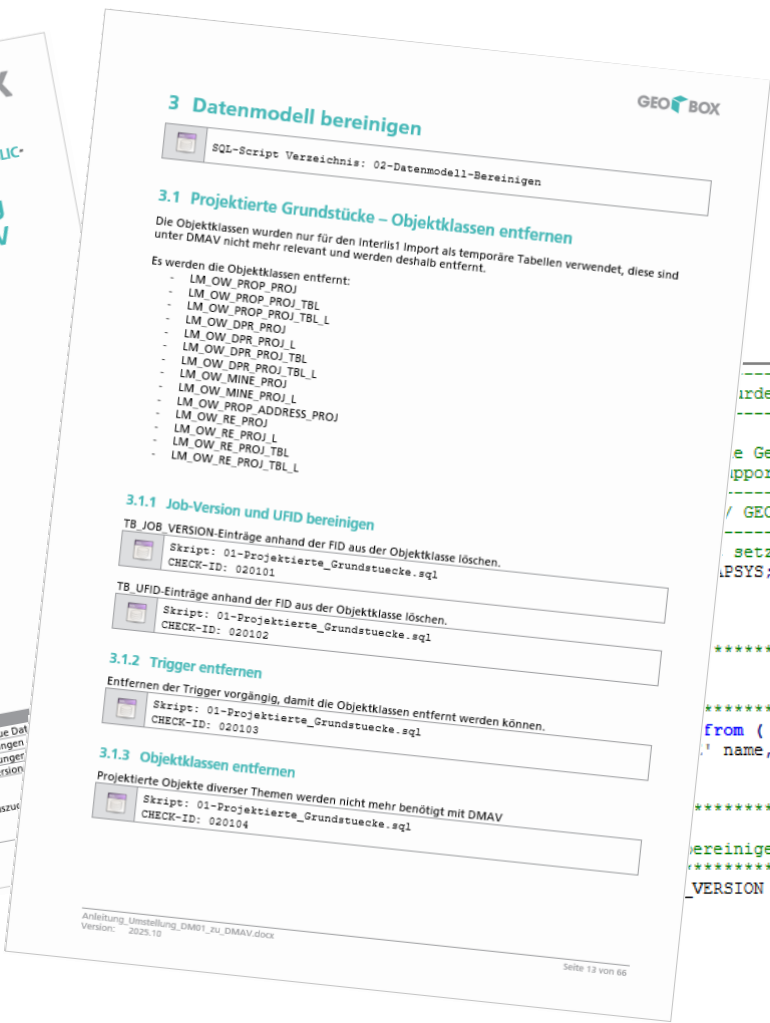 GEO BOX
3 Datenmodell bereinigen
SQL-Script Verzeichnis: 02-Datenmodell-Bereinigen
3.1 Projektierte Grundstücke – Objektklassen entfernen
Die Objektklassen wurden nur für den Interlis1 Import als temporäre Tabellen verwendet, diese sind
unter DMAV nicht mehr relevant und werden deshalb entfernt.
Es werden die Objektklassen entfernt:
- LM_OW_PROP_PROJ
- LM_OW_PROP_PROJ_TBL
- LM_OW_PROP_PROJ_TBL_L
- LM_OW_DPR_PROJ
- LM_OW_DPR_PROJ_L
- LM_OW_DPR_PROJ_TBL
- LM_OW_DPR_PROJ_TBL_L
- LM_OW_MINE_PROJ
- LM_OW_MINE_PROJ_L
- LM_OW_PROP_ADDRESS_PROJ
- LM_OW_RE_PROJ
- LM_OW_RE_PROJ_L
- LM_OW_RE_PROJ_TBL
- LM_OW_RE_PROJ_TBL_L
3.1.1 Job-Version und UFID bereinigen
TB_JOB_VERSION-Einträge anhand der FID aus der Objektklasse löschen.
Skript: 01-Projektierte_Grundstuecke.sql
CHECK-ID: 020101
TB_UFID-Einträge anhand der FID aus der Objektklasse löschen.
Skript: 01-Projektierte_Grundstuecke.sql
CHECK-ID: 020102
3.1.2 Trigger entfernen
Entfernen der Trigger vorgängig, damit die Objektklassen entfernt werden können.
Skript: 01-Projektierte_Grundstuecke.sql
CHECK-ID: 020103
3.1.3 Objektklassen entfernen
Projektierte Objekte diverser Themen werden nicht mehr benötigt mit DMAV
Skript: 01-Projektierte_Grundstuecke.sql
CHECK-ID: 020104
Anleitung_Umstellung_DM01_zu_DMAV.docx
Version: 2025.10
Seite 13 von 66
/ GEO
setz
APSYS;
from (
' name,
_VERSION